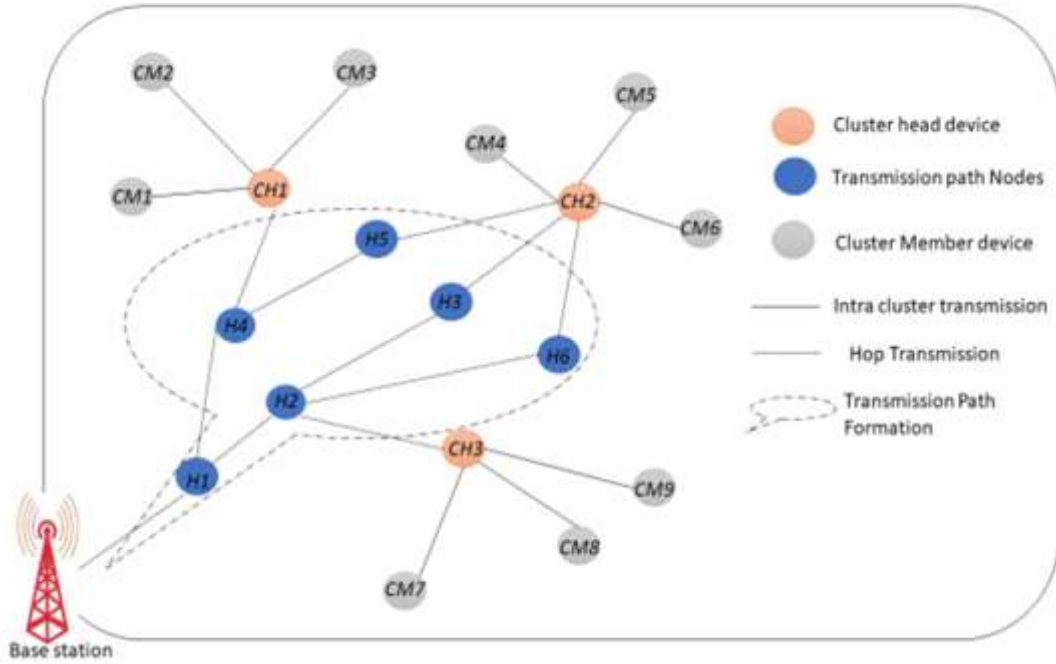 CM2
CM3
CM5
CM4
CM1
CH1
CH2
CM6
H5
H3
H4
H6
H2
CH3
H1
CM9
CM8
CM7
Base station
Cluster head device
Transmission path Nodes
Cluster Member device
Intra cluster transmission
Hop Transmission
Transmission Path
Formation